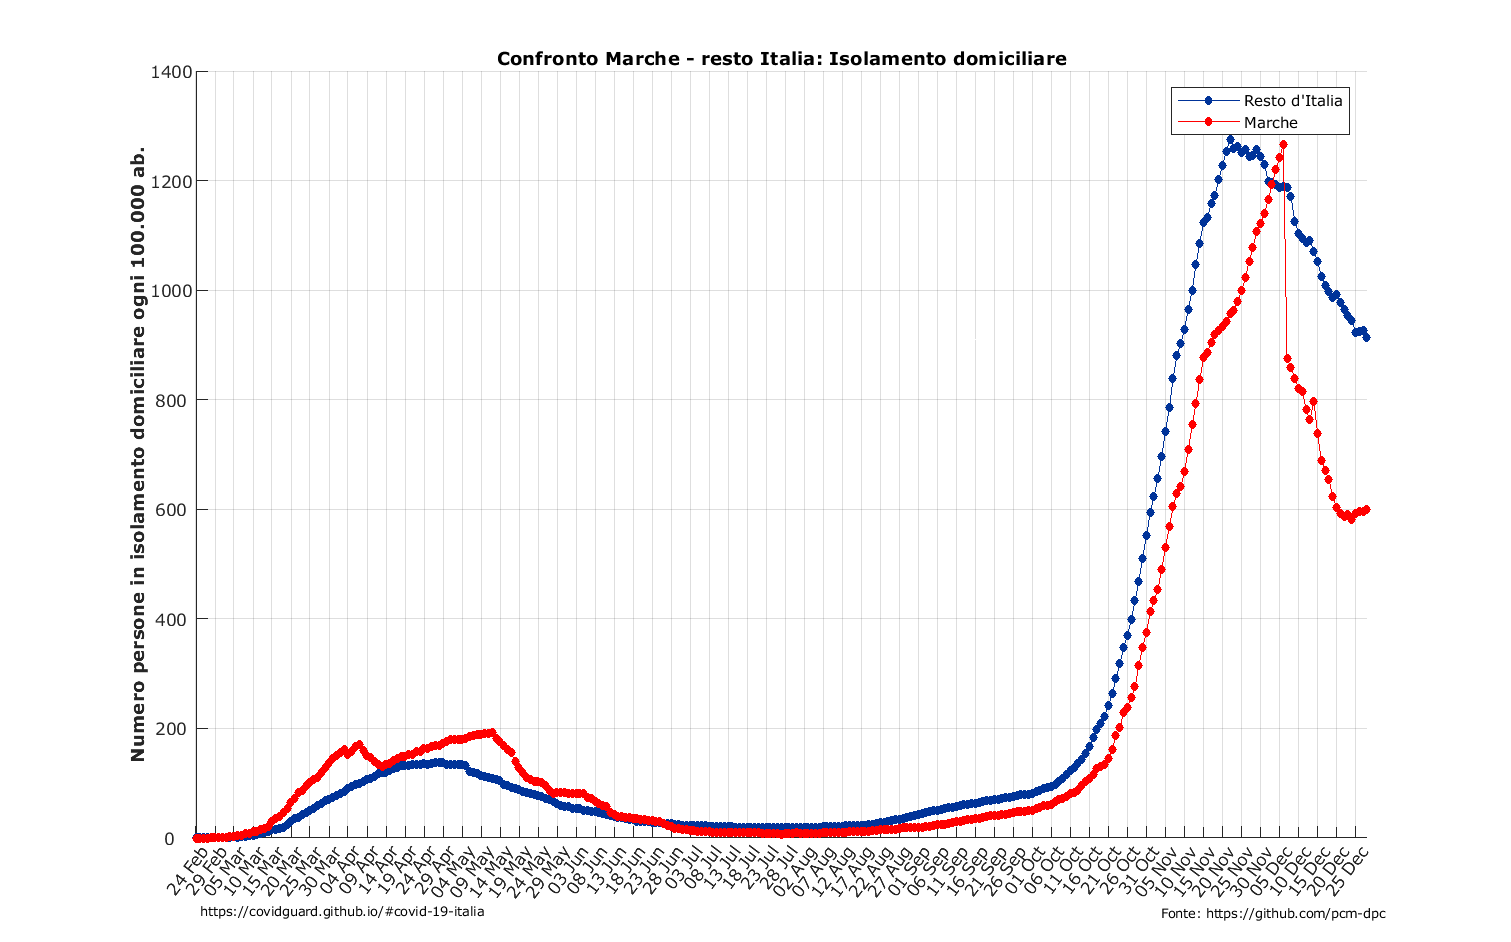 Confronto Marche - resto Italia: Isolamento domiciliare
Resto d'Italia
Marche
Numero persone in isolamento domiciliare ogni 100.000 ab.
1400
1200
1000
800
600
400
200
0
24 Feb
29 Feb
05 Mar
10 Mar
15 Mar
20 Mar
25 Mar
30 Mar
04 Apr
09 Apr
14 Apr
19 Apr
24 Apr
29 Apr
04 May
09 May
14 May
19 May
24 May
29 May
03 Jun
08 Jun
13 Jun
18 Jun
23 Jun
28 Jun
03 Jul
08 Jul
13 Jul
18 Jul
23 Jul
28 Jul
02 Aug
07 Aug
12 Aug
17 Aug
22 Aug
27 Aug
01 Sep
06 Sep
11 Sep
16 Sep
21 Sep
26 Sep
01 Oct
06 Oct
11 Oct
16 Oct
21 Oct
26 Oct
31 Oct
05 Nov
10 Nov
15 Nov
20 Nov
25 Nov
30 Nov
05 Dec
10 Dec
15 Dec
20 Dec
25 Dec
https://covidguard.github.io/#covid-19-italia
Fonte: https://github.com/pcm-dpc